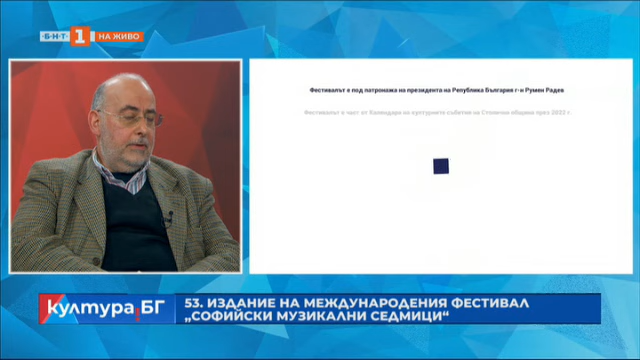 БНТ 1 НА ЖИВО
Фестивалът е под патронажа на президента на Република България г-н Румен Радев
Фестивалът е част от Календара на културните събития на Столична община през 2022 г.
култура.БГ
53. ИЗДАНИЕ НА МЕЖДУНАРОДЕНИЯ ФЕСТИВАЛ
„СОФИЙСКИ МУЗИКАЛНИ СЕДМИЦИ“